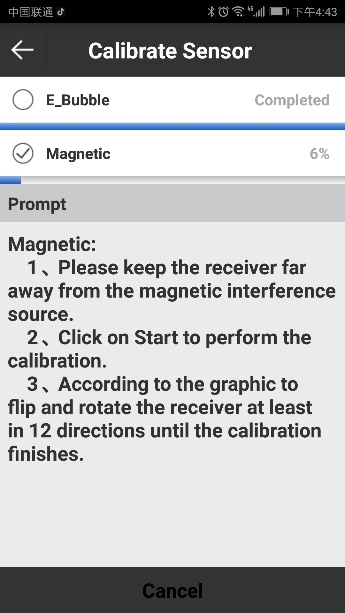 中国联通 4G 下午4:43
Calibrate Sensor
E_Bubble Completed
Magnetic 6%
Prompt
Magnetic:
1、Please keep the receiver far
away from the magnetic interference
source.
2、Click on Start to perform the
calibration.
3、According to the graphic to
flip and rotate the receiver at least
in 12 directions until the calibration
finishes.
Cancel